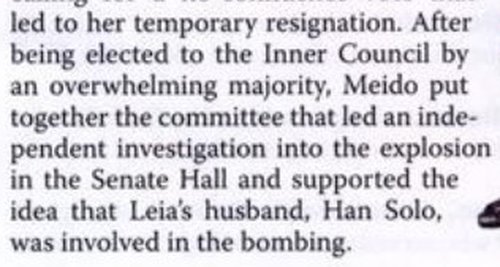 led to her temporary resignation. After
being elected to the Inner Council by
an overwhelming majority, Meido put
together the committee that led an inde-
pendent investigation into the explosion
in the Senate Hall and supported the
idea that Leia's husband, Han Solo,
was involved in the bombing.